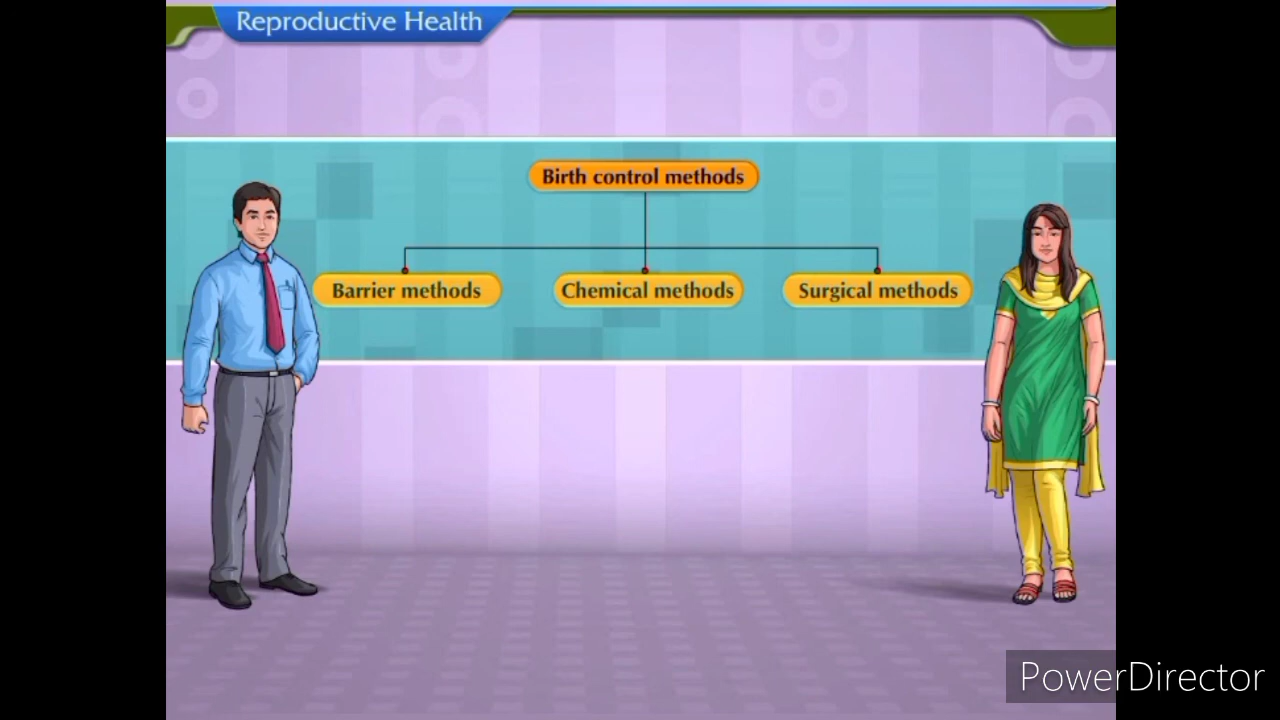 Reproductive Health
Birth control methods
Barrier methods
Chemical methods
Surgical methods
PowerDirector